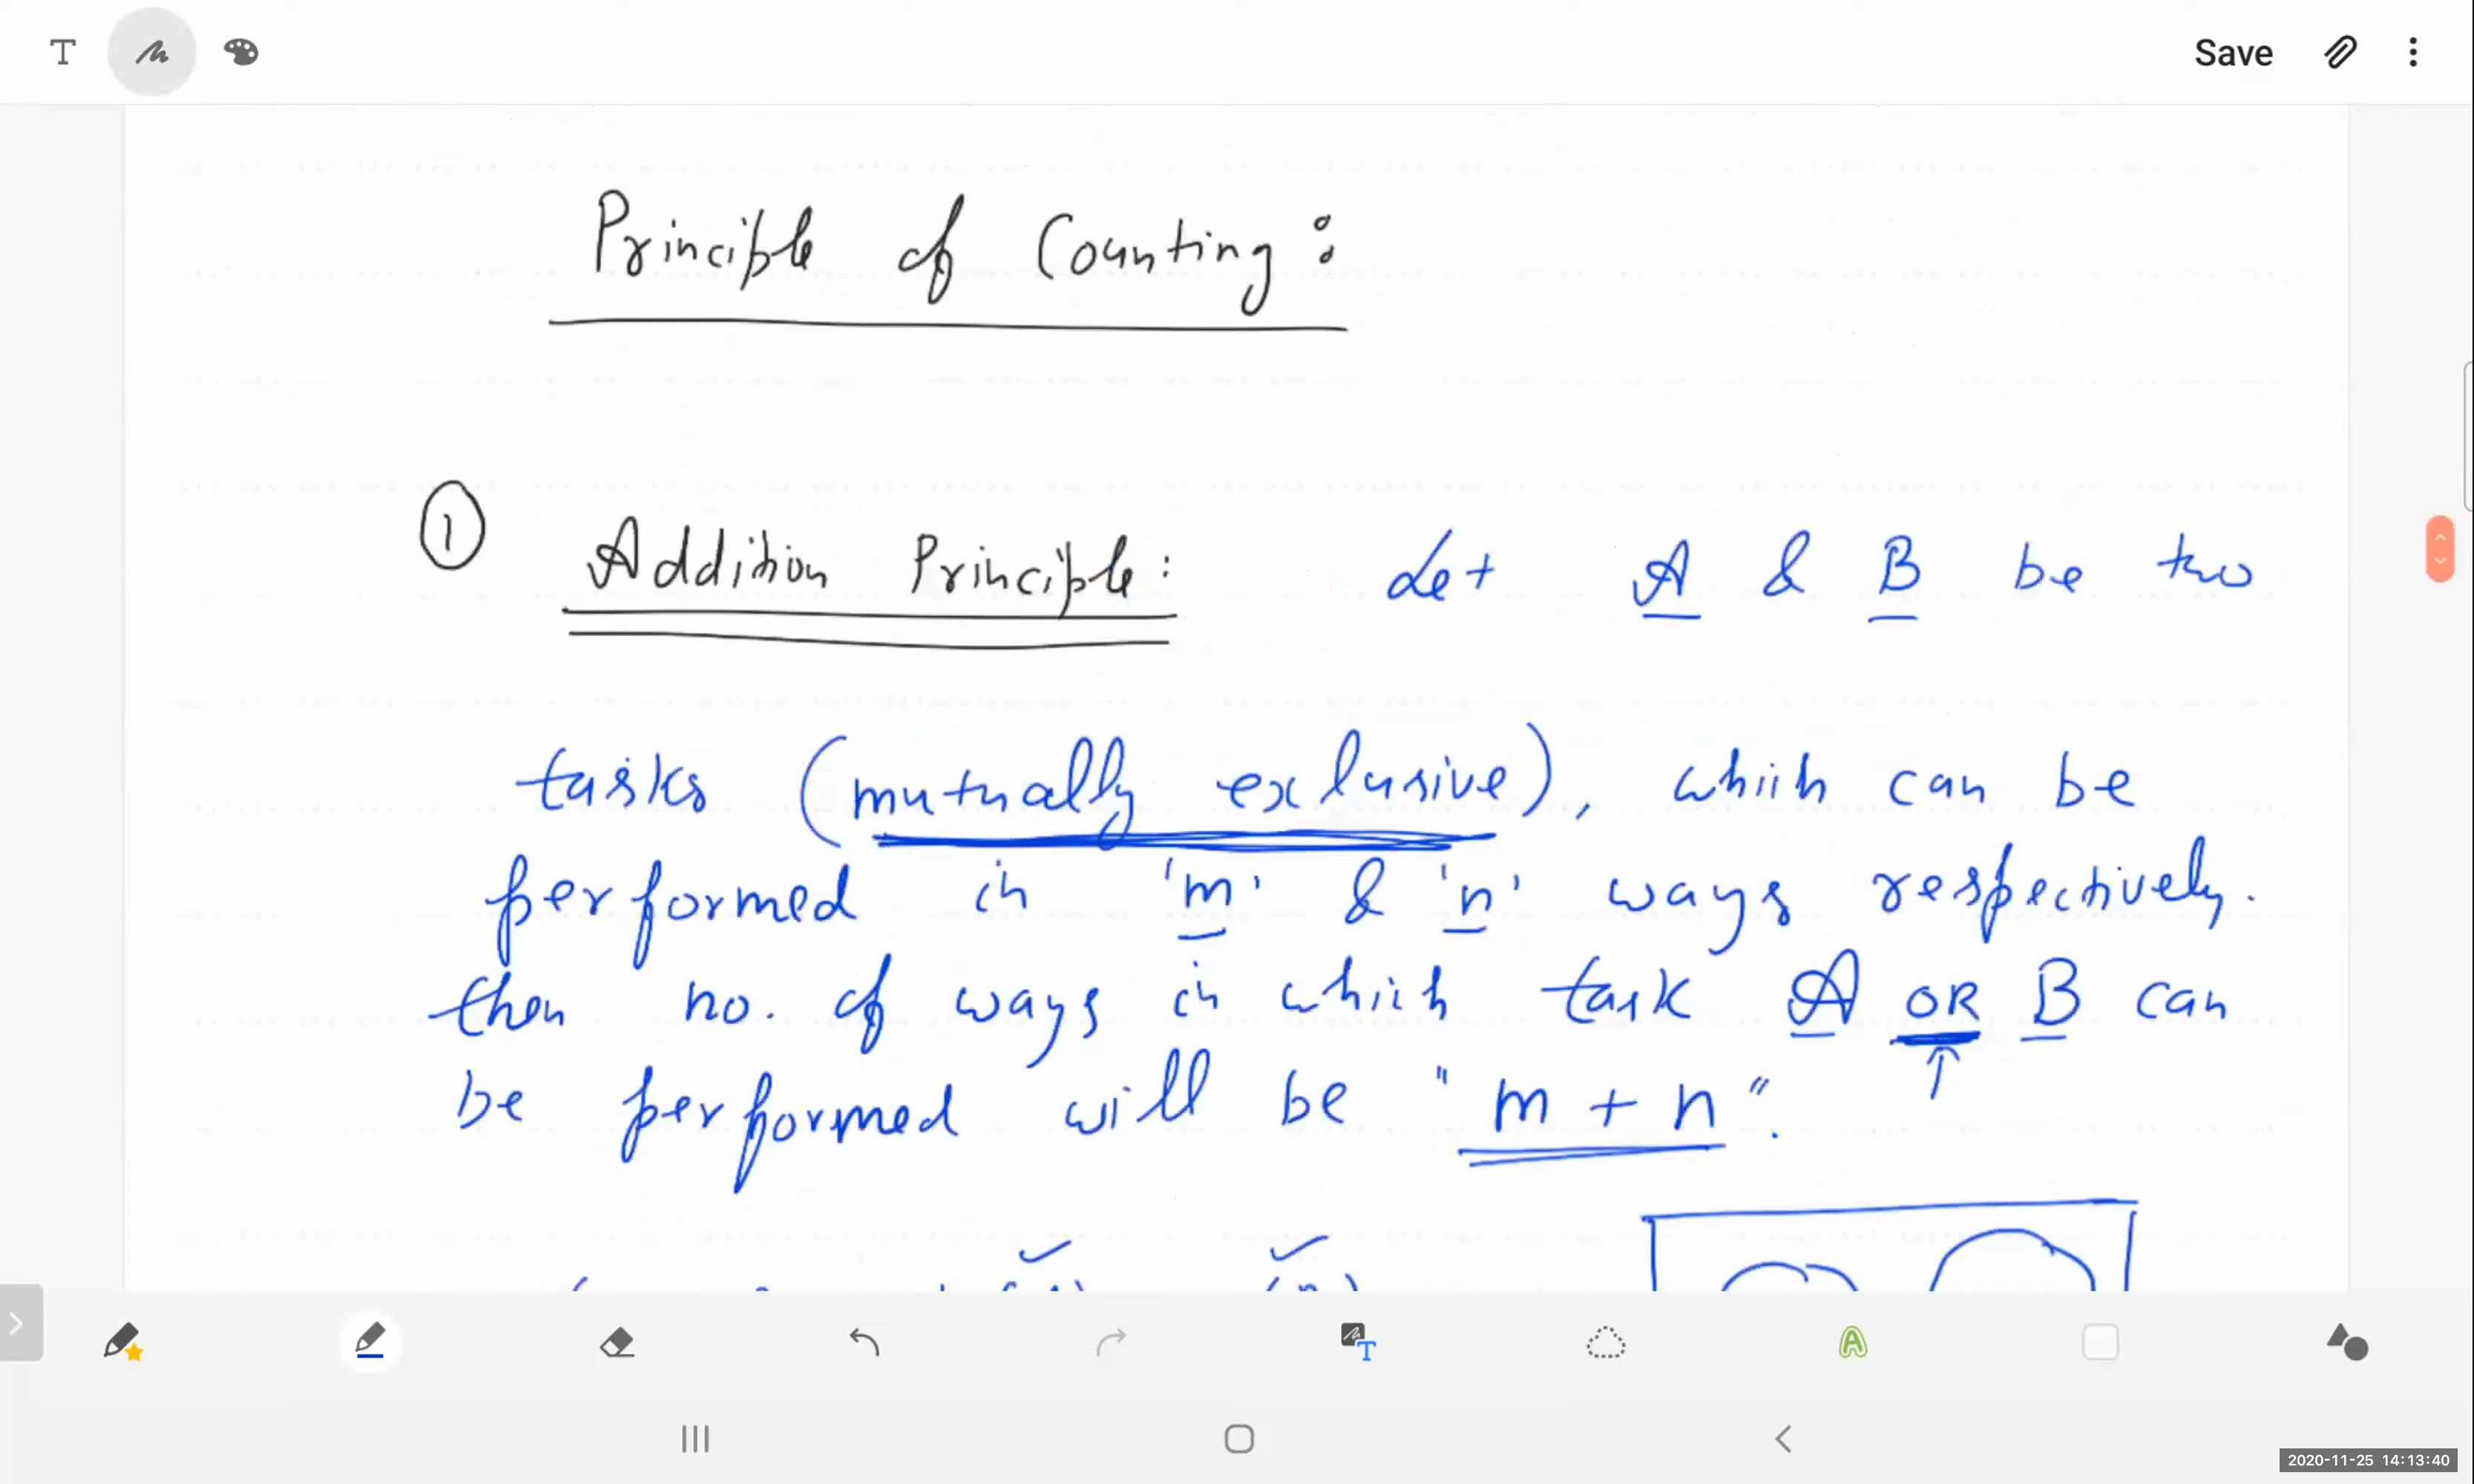 T Save
Principle of Counting :
① Addition Principle : Let A & B be two
tasks (mutually exclusive), which can be
performed in 'm' & 'n' ways respectively.
then no. of ways in which task A OR B can
be performed will be "m + n".
T
A
2020-11-25 14:13:40